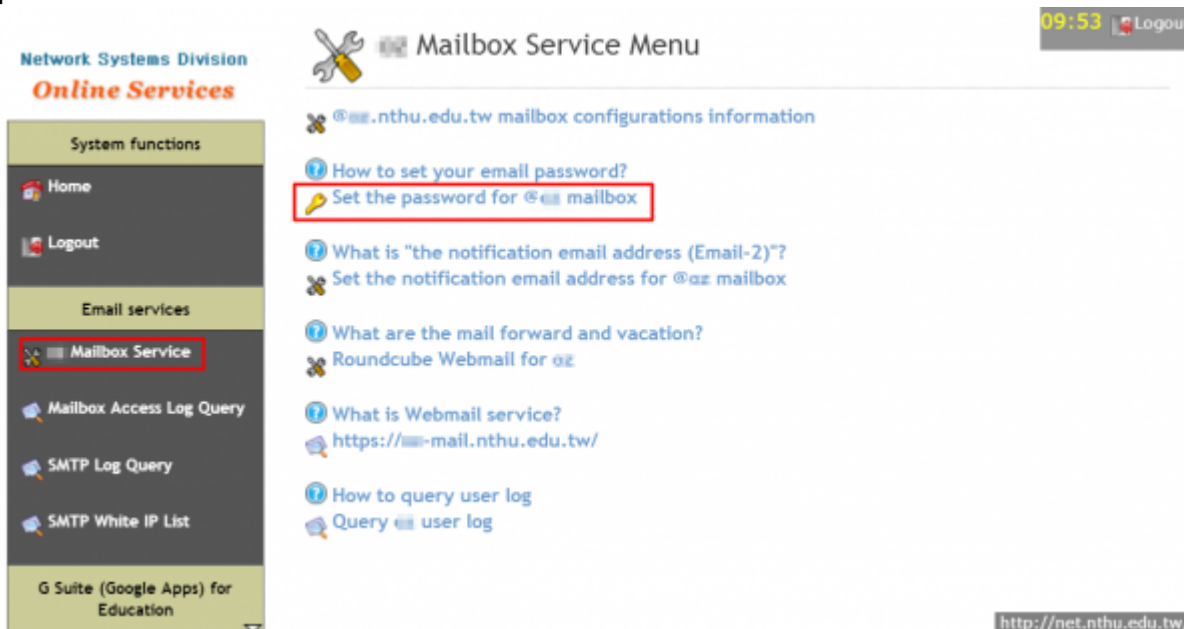 Network Systems Division
Online Services
System functions
Home
Logout
Email services
Mailbox Service
Mailbox Access Log Query
SMTP Log Query
SMTP White IP List
G Suite (Google Apps) for
Education
Mailbox Service Menu
09:53 Logou
@.nthu.edu.tw mailbox configurations information
How to set your email password?
Set the password for @ mailbox
What is "the notification email address (Email-2)"?
Set the notification email address for @oz mailbox
What are the mail forward and vacation?
Roundcube Webmail for oz
What is Webmail service?
https://-mail.nthu.edu.tw/
How to query user log
Query user log
http://net.nthu.edu.tw